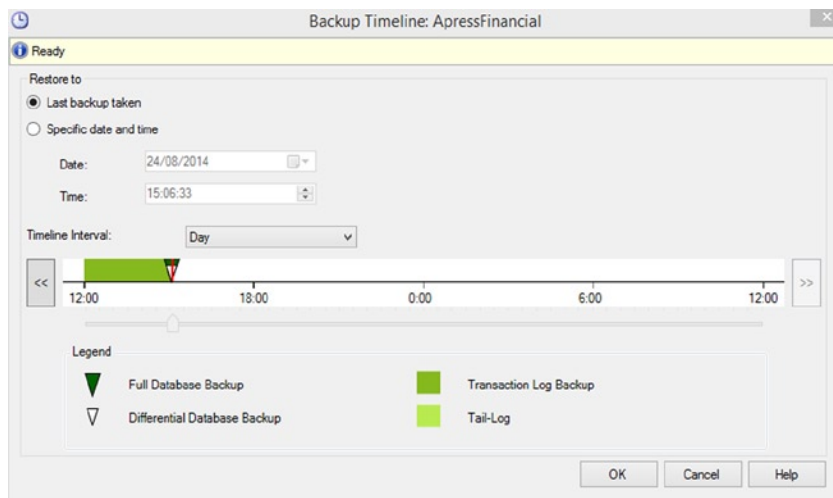 Backup Timeline: ApressFinancial
Ready
Restore to
Last backup taken
Specific date and time
Date: 24/08/2014
Time: 15:06:33
Timeline Interval: Day
<< >>
12:00 18:00 0:00 6:00 12:00
Legend
Full Database Backup Transaction Log Backup
Differential Database Backup Tail-Log
OK Cancel Help